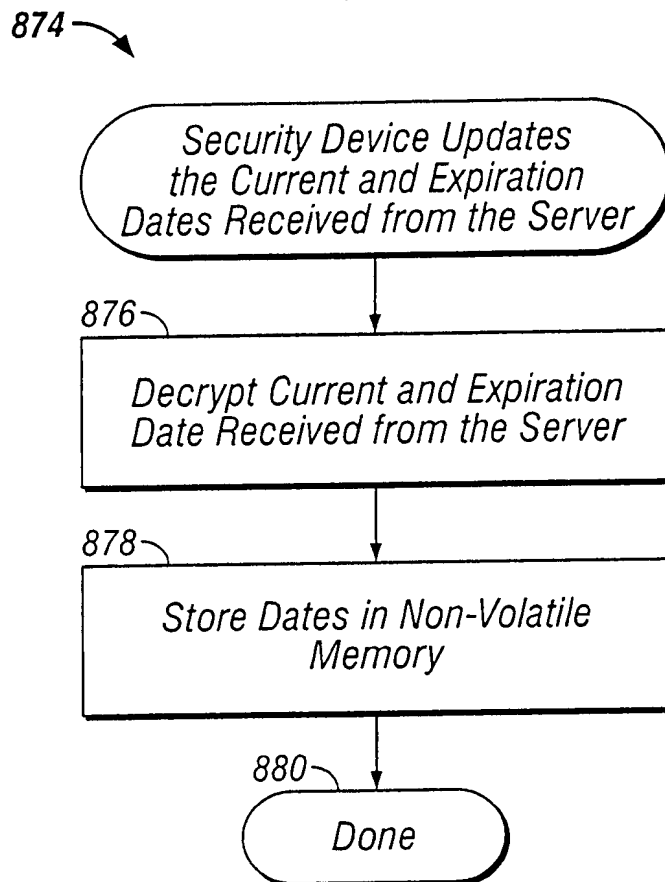 874
Security Device Updates
the Current and Expiration
Dates Received from the Server
876
Decrypt Current and Expiration
Date Received from the Server
878
Store Dates in Non-Volatile
Memory
880
Done